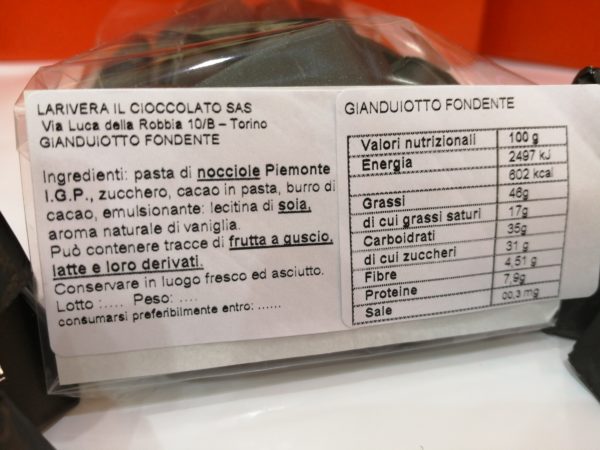 LARIVERA IL CIOCCOLATO SAS
Via Luca della Robbia 10/B – Torino
GIANDUIOTTO FONDENTE
Ingredienti: pasta di nocciole Piemonte
I.G.P., zucchero, cacao in pasta, burro di
cacao, emulsionante: lecitina di soia,
aroma naturale di vaniglia.
Può contenere tracce di frutta a guscio,
latte e loro derivati.
Conservare in luogo fresco ed asciutto.
Lotto :.... Peso: ....
consumarsi preferibilmente entro: ......
GIANDUIOTTO FONDENTE
Valori nutrizionali 100 g
Energia 2497 kJ
602 kcal
Grassi 46g
di cui grassi saturi 17g
Carboidrati 35g
di cui zuccheri 31 g
Fibre 4,51 g
Proteine 7,9g
Sale 00,3 mg